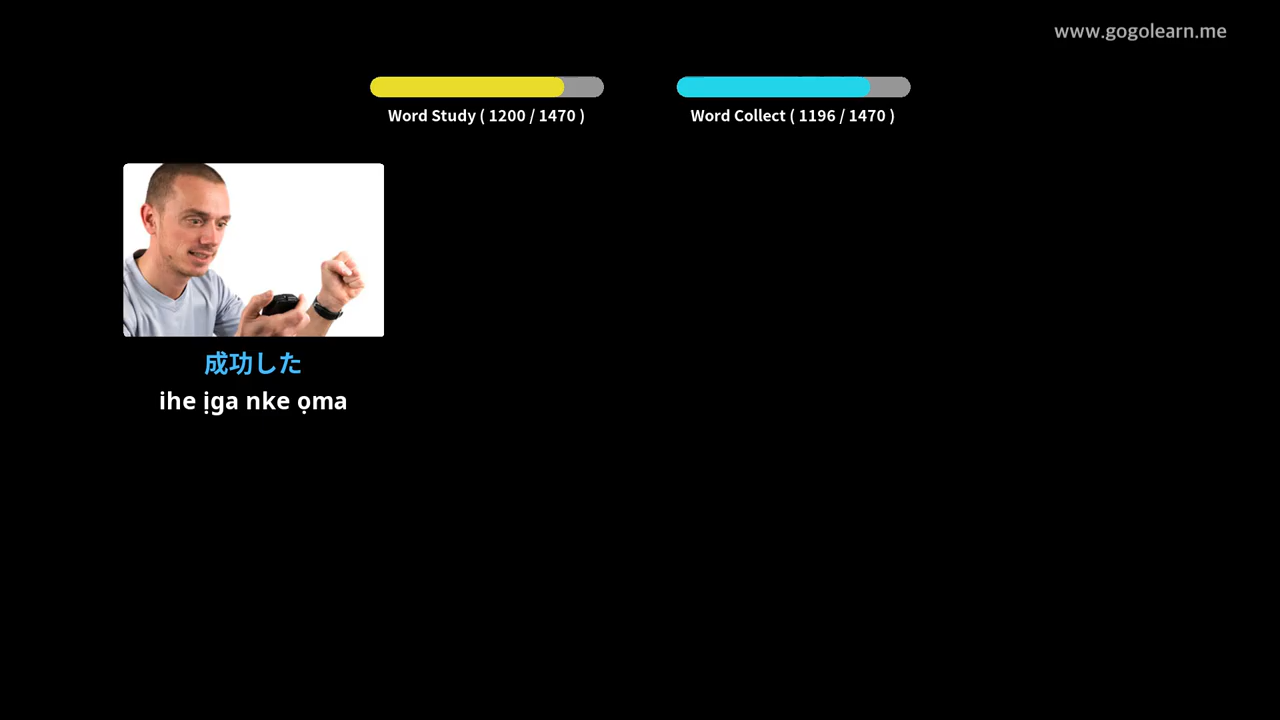 www.gogolearn.me
Word Study ( 1200 / 1470 )
Word Collect ( 1196 / 1470 )
成功した
ihe ịga nke ọma